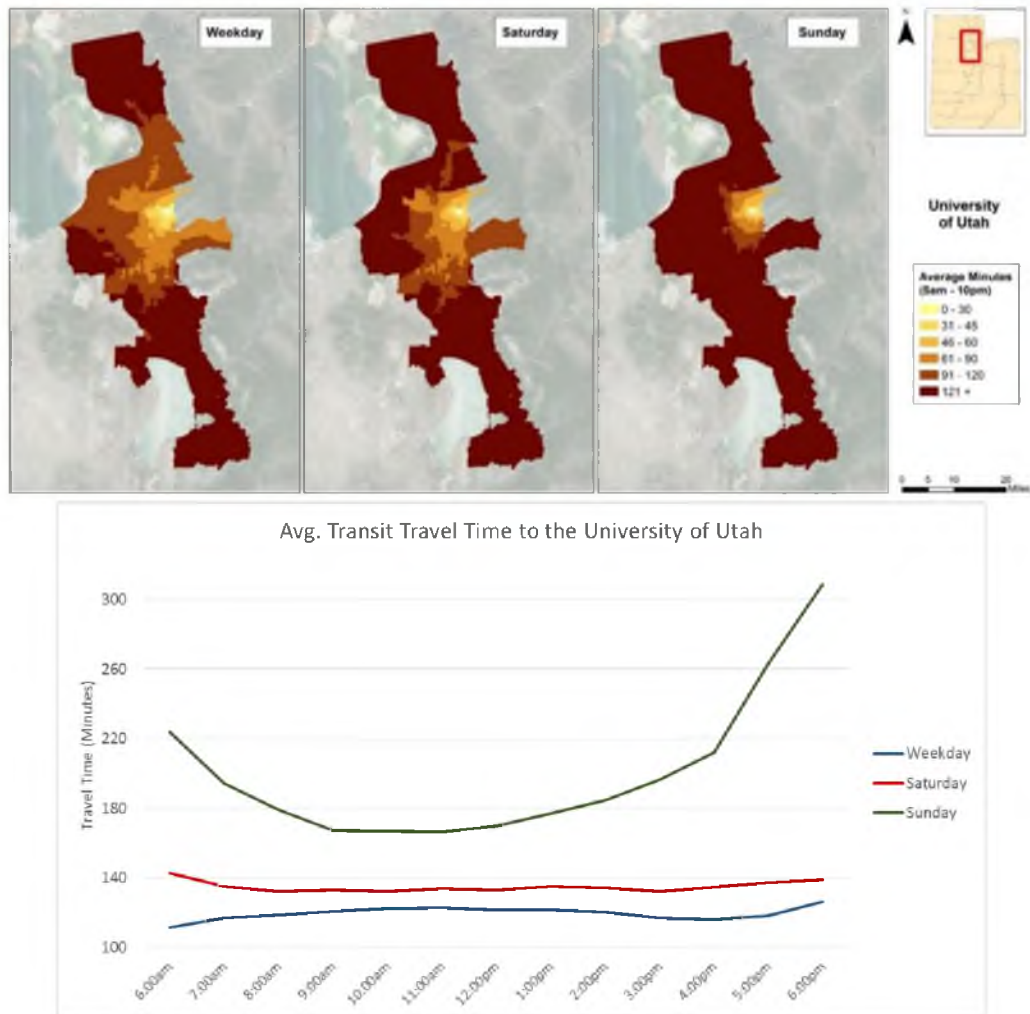 Weekday
Saturday
Sunday
N
University
of Utah
Average Minutes
(5am - 10pm)
0 - 30
31 - 45
46 - 60
61 - 90
91 - 120
121 +
0 5 10 20
Miles
Avg. Transit Travel Time to the University of Utah
Travel Time (Minutes)
300
260
220
180
140
100
6:00am
7:00am
8:00am
9:00am
10:00am
11:00am
12:00pm
1:00pm
2:00pm
3:00pm
4:00pm
5:00pm
6:00pm
Weekday
Saturday
Sunday